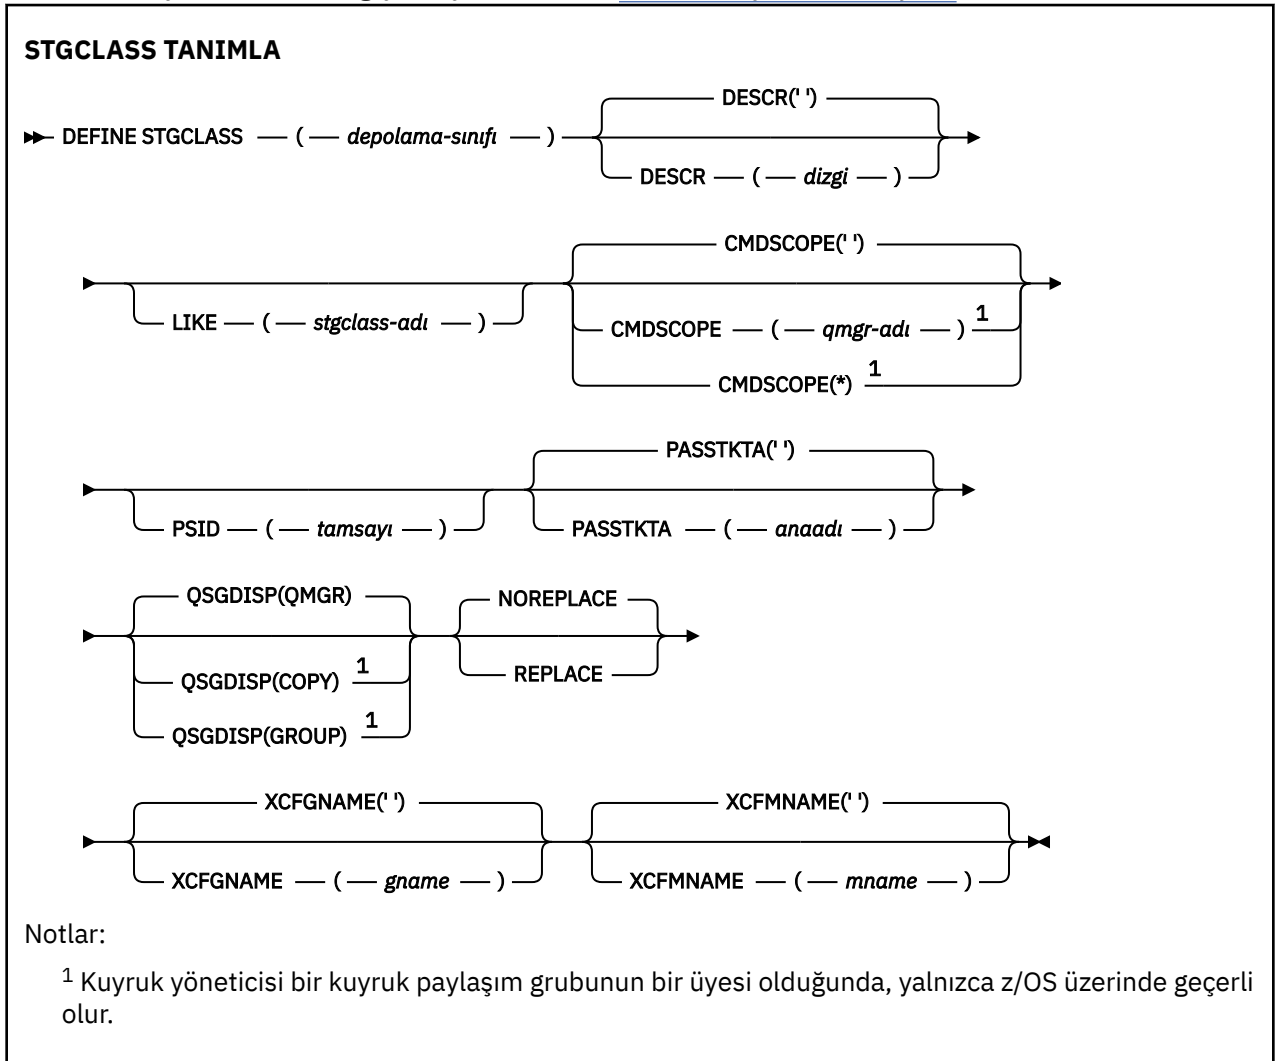 STGCLASS TANIMLA
DESCR(' ')
DEFINE STGCLASS ( depolama-sınıfı )
DESCR ( dizgi )
CMDSCOPE(' ')
LIKE ( stgclass-adı )
CMDSCOPE ( qmgr-adı ) 1
CMDSCOPE(*) 1
PASSTKTA(' ')
PSID ( tamsayı )
PASSTKTA ( anaadı )
QSGDISP(QMGR)
NOREPLACE
QSGDISP(COPY) 1
REPLACE
QSGDISP(GROUP) 1
XCFGNAME(' ')
XCFMNAME(' ')
XCFGNAME ( gname )
XCFMNAME ( mname )
Notlar:
1 Kuyruk yöneticisi bir kuyruk paylaşım grubunun bir üyesi olduğunda, yalnızca z/OS üzerinde geçerli
olur.